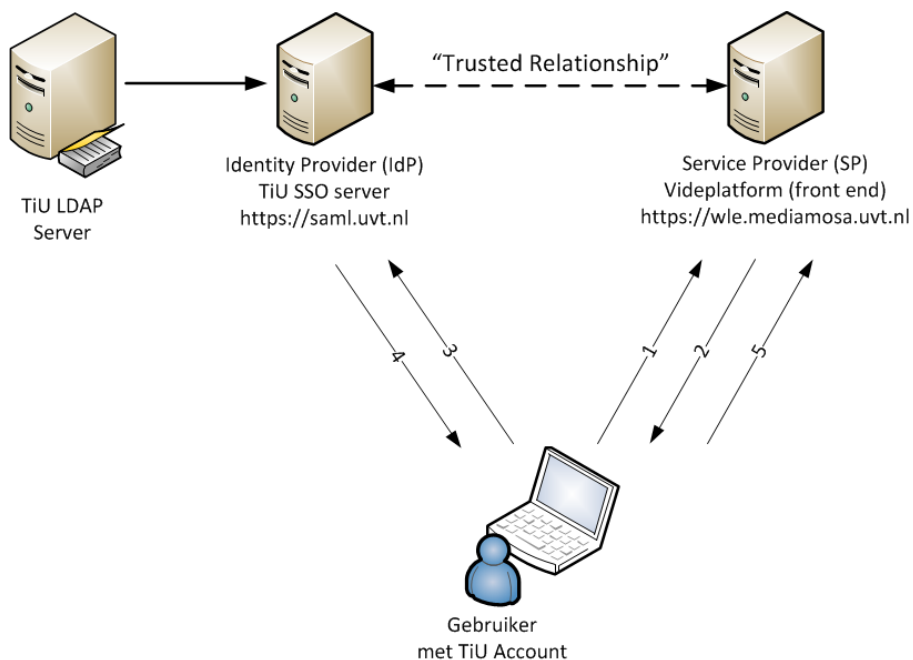 "Trusted Relationship"
TiU LDAP
Server
Identity Provider (IdP)
TiU SSO server
https://saml.uvt.nl
Service Provider (SP)
Videplatform (front end)
https://wle.mediamosa.uvt.nl
4
3
1
2
5
Gebruiker
met TiU Account